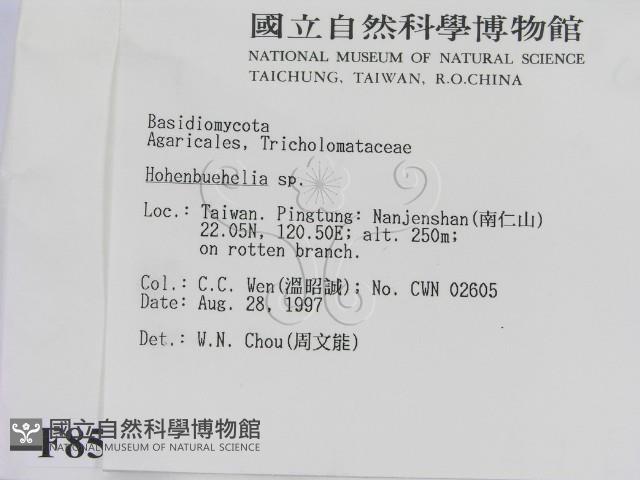 國立自然科學博物館
NATIONAL MUSEUM OF NATURAL SCIENCE
TAICHUNG, TAIWAN, R.O.CHINA
Basidiomycota
Agaricales, Tricholomataceae
Hohenbuehelia sp.
Loc.: Taiwan. Pingtung: Nanjenshan(南仁山)
22.05N, 120.50E; alt. 250m;
on rotten branch.
Col.: C.C. Wen(溫昭誠); No. CWN 02605
Date: Aug. 28, 1997
Det.: W.N. Chou(周文能)
國立自然科學博物館
NATIONAL MUSEUM OF NATURAL SCIENCE
F85